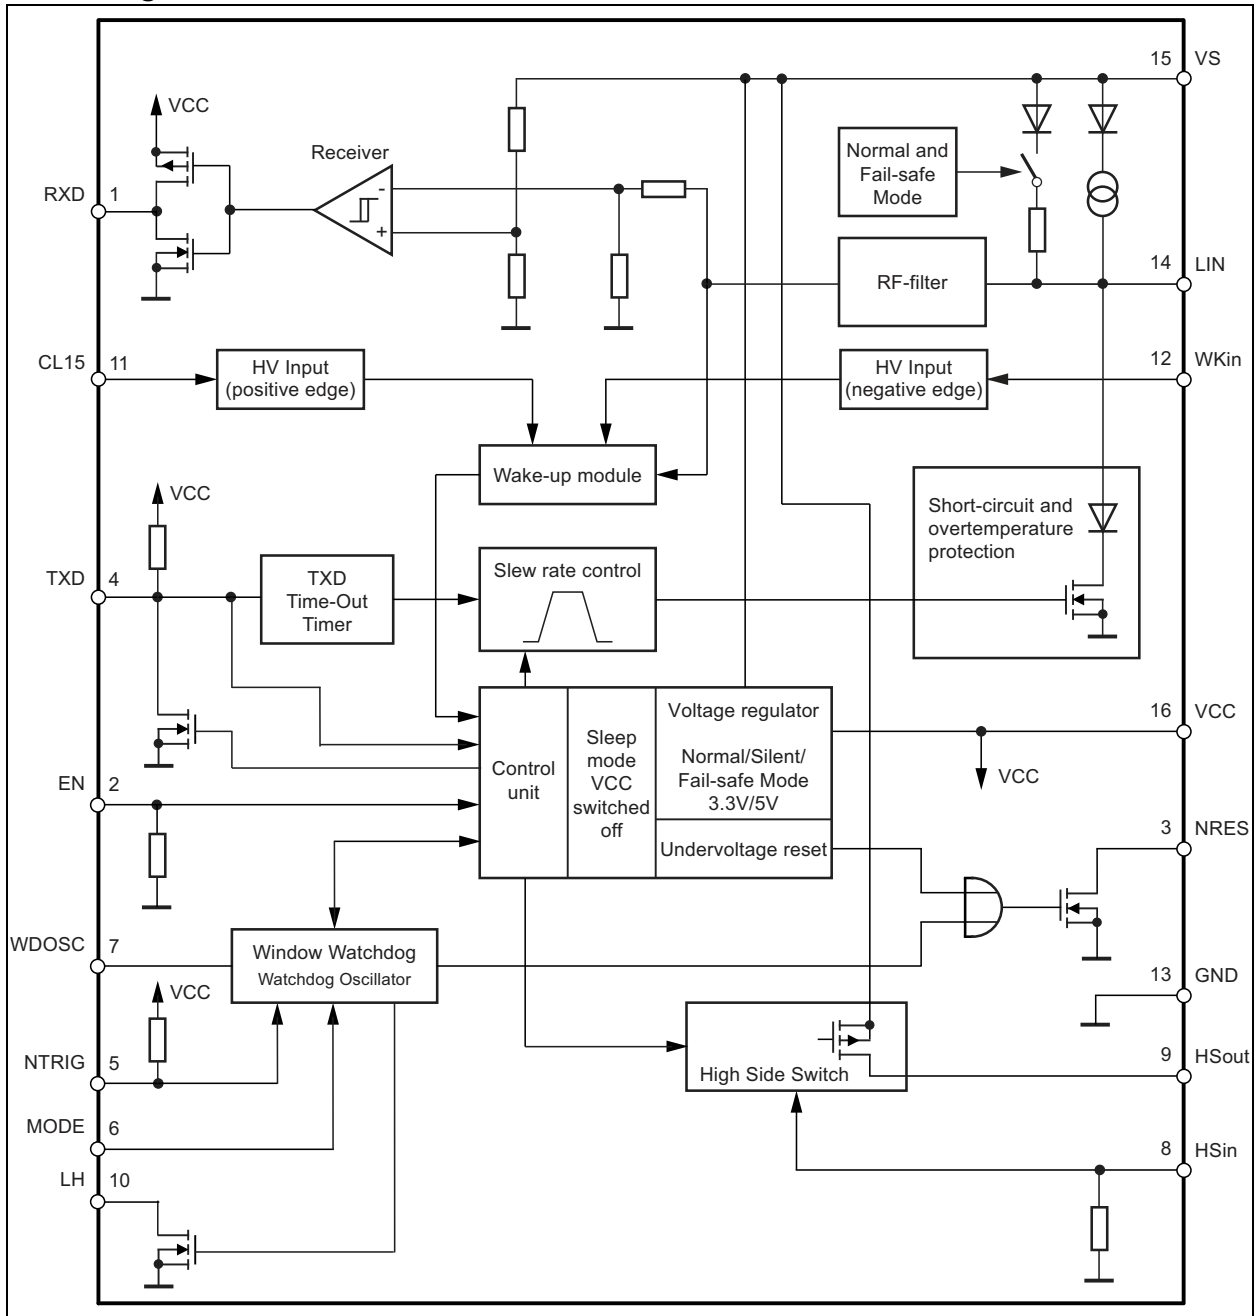 15 VS
VCC
Receiver
Normal and
Fail-safe
Mode
RXD 1
-
+
14 LIN
RF-filter
CL15 11
HV Input
(positive edge)
HV Input
(negative edge)
12 WKin
Wake-up module
VCC
Short-circuit and
overtemperature
protection
TXD 4
TXD
Time-Out
Timer
Slew rate control
16 VCC
Voltage regulator
Normal/Silent/
Fail-safe Mode
3.3V/5V
Sleep
mode
VCC
switched
off
Control
unit
VCC
EN 2
3 NRES
Undervoltage reset
WDOSC 7
Window Watchdog
Watchdog Oscillator
VCC
13 GND
NTRIG 5
9 HSout
High Side Switch
MODE 6
8 HSin
LH 10